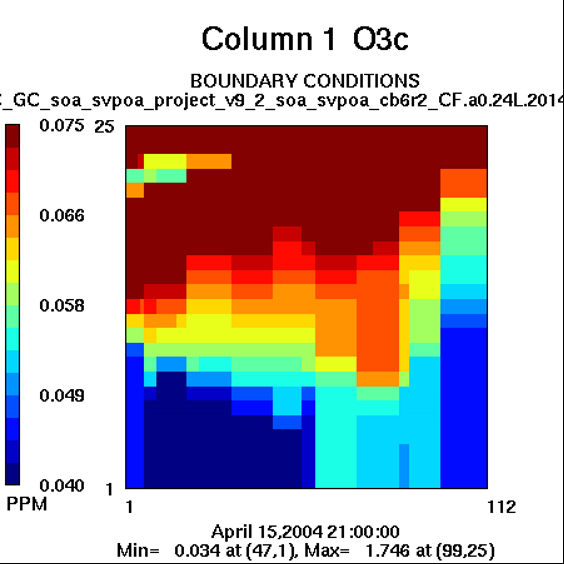 Column 1 O3c
BOUNDARY CONDITIONS
_GC_soa_svpoa_project_v9_2_soa_svpoa_cb6r2_CF.a0.24L.2014
0.075
25
0.066
0.058
0.049
0.040
1
PPM
1
112
April 15,2004 21:00:00
Min= 0.034 at (47,1), Max= 1.746 at (99,25)